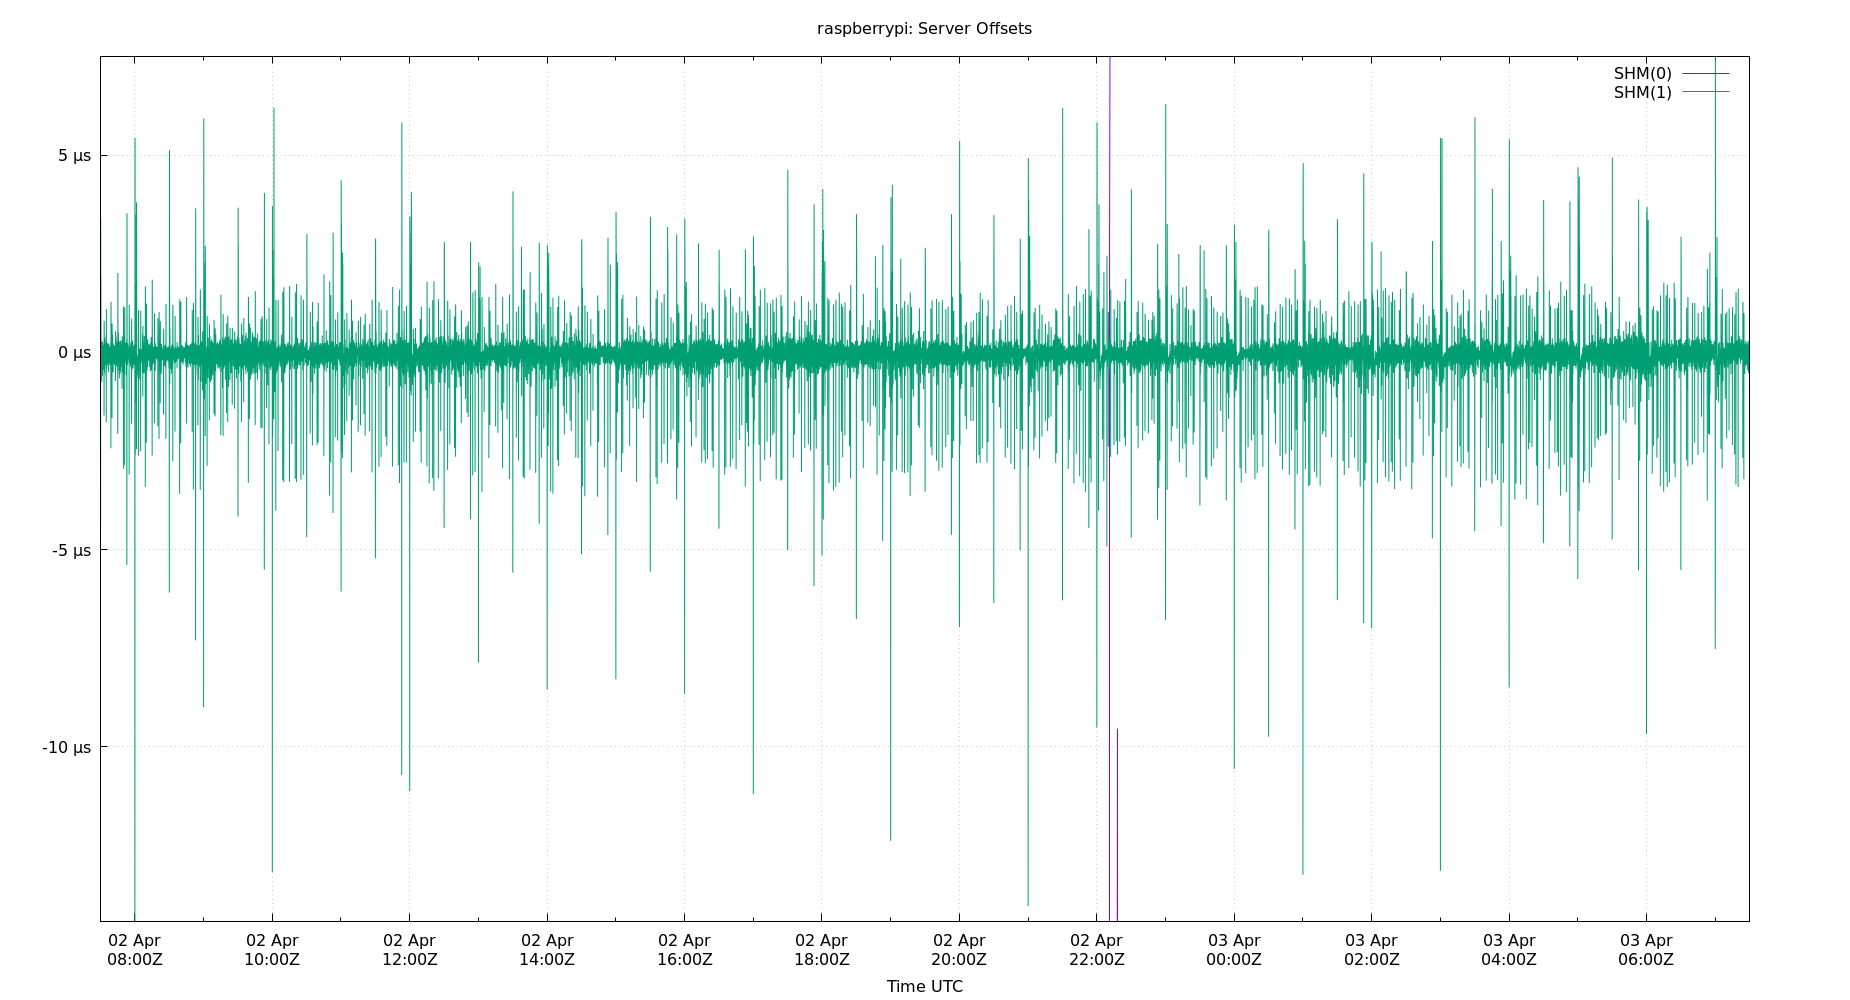 raspberrypi: Server Offsets
SHM(0)
SHM(1)
5 µs
0 µs
-5 µs
-10 µs
02 Apr 02 Apr 02 Apr 02 Apr 02 Apr 02 Apr 02 Apr 02 Apr 03 Apr 03 Apr 03 Apr 03 Apr
08:00Z 10:00Z 12:00Z 14:00Z 16:00Z 18:00Z 20:00Z 22:00Z 00:00Z 02:00Z 04:00Z 06:00Z
Time UTC